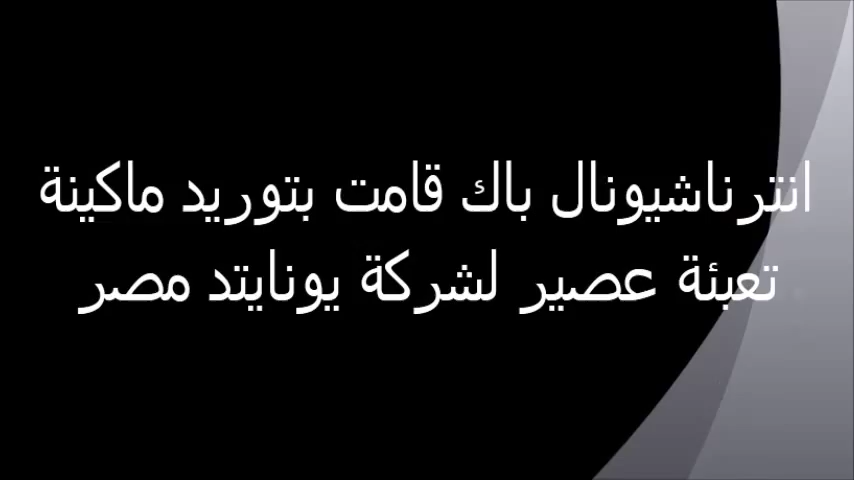 انترناشيونال باك قامت بتوريد ماكينة
تعبئة عصير لشركة يونايتد مصر